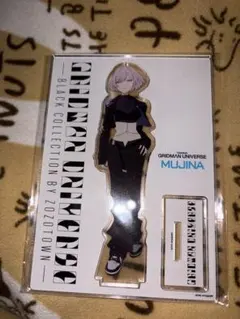 GRIDMAN UNIVERSE
BLACK COLLECTION BY ZOZOTOWN
GRIDMAN UNIVERSE
MUJINA
GRIDMAN UNIVERSE